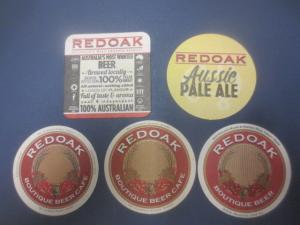 REDOAK
AUSTRALIA'S MOST AWARDED
BEER
Brewed locally
100%
Full of taste & aroma
100% AUSTRALIAN
REDOAK
Aussie
PALE ALE
REDOAK
BOUTIQUE BEER CAFE
REDOAK
BOUTIQUE BEER CAFE
REDOAK
BOUTIQUE BEER CAFE